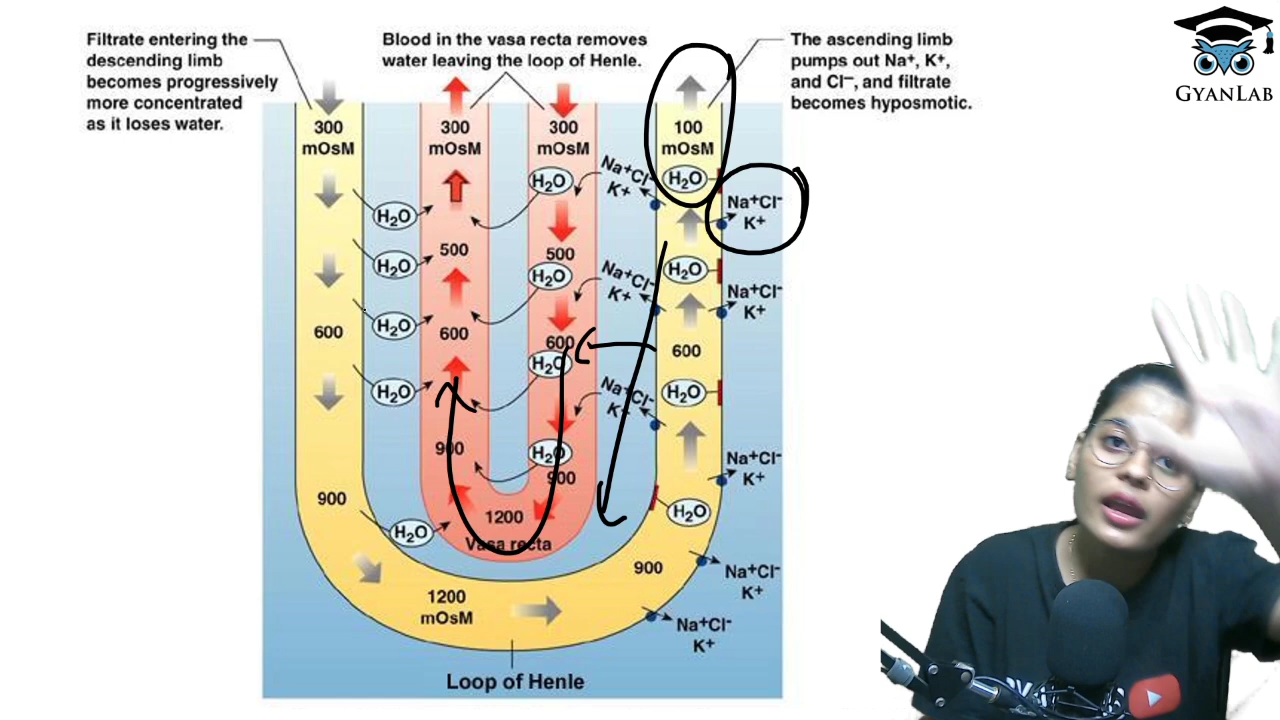 Filtrate entering the
descending limb
becomes progressively
more concentrated
as it loses water.
Blood in the vasa recta removes
water leaving the loop of Henle.
The ascending limb
pumps out Na⁺, K⁺,
and Cl⁻, and filtrate
becomes hyposmotic.
GYANLAB
300
mOsM
300
mOsM
300
mOsM
100
mOsM
H₂O
Na⁺Cl⁻
K⁺
H₂O
Na⁺Cl⁻
K⁺
H₂O
500
500
H₂O
H₂O
Na⁺Cl⁻
K⁺
H₂O
Na⁺Cl⁻
K⁺
H₂O
600
600
600
600
H₂O
H₂O
Na⁺Cl⁻
K⁺
H₂O
900
H₂O
900
Na⁺Cl⁻
K⁺
900
1200
Vasa recta
H₂O
H₂O
900
Na⁺Cl⁻
K⁺
1200
mOsM
Na⁺Cl⁻
K⁺
Loop of Henle